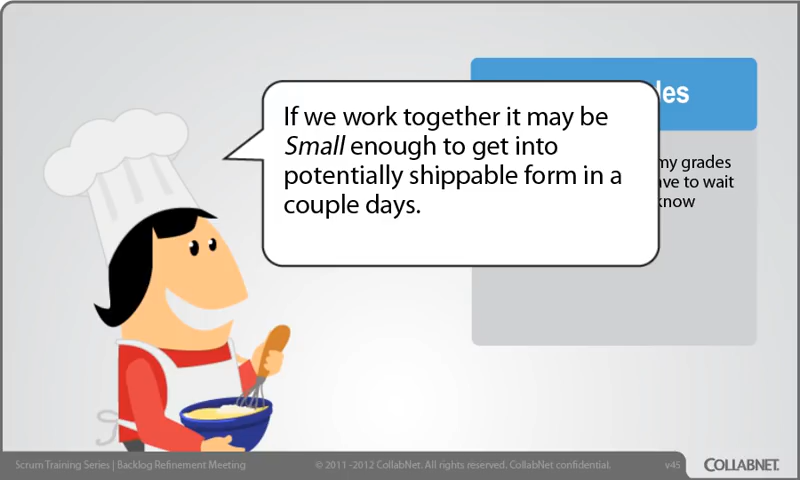 If we work together it may be
Small enough to get into
potentially shippable form in a
couple days.
my grades
to wait
know
Scrum Training Series | Backlog Refinement Meeting
© 2011 -2012 CollabNet. All rights reserved. CollabNet confidential.
v45
COLLABNET.